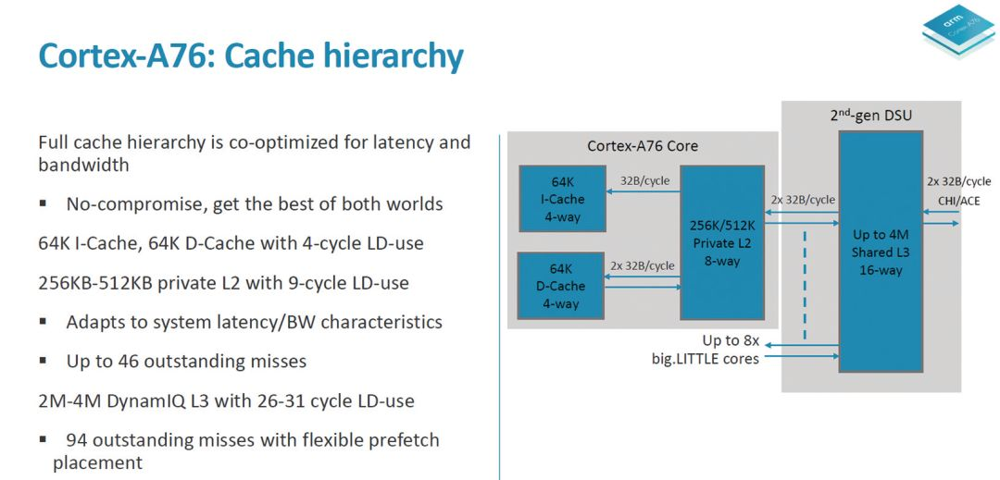 arm
Cortex-A76
Cortex-A76: Cache hierarchy
Full cache hierarchy is co-optimized for latency and
bandwidth
▪ No-compromise, get the best of both worlds
64K I-Cache, 64K D-Cache with 4-cycle LD-use
256KB-512KB private L2 with 9-cycle LD-use
▪ Adapts to system latency/BW characteristics
▪ Up to 46 outstanding misses
2M-4M DynamIQ L3 with 26-31 cycle LD-use
▪ 94 outstanding misses with flexible prefetch
placement
2nd-gen DSU
Cortex-A76 Core
64K
I-Cache
4-way
32B/cycle
64K
D-Cache
4-way
2x 32B/cycle
256K/512K
Private L2
8-way
2x 32B/cycle
Up to 4M
Shared L3
16-way
2x 32B/cycle
CHI/ACE
Up to 8x
big.LITTLE cores